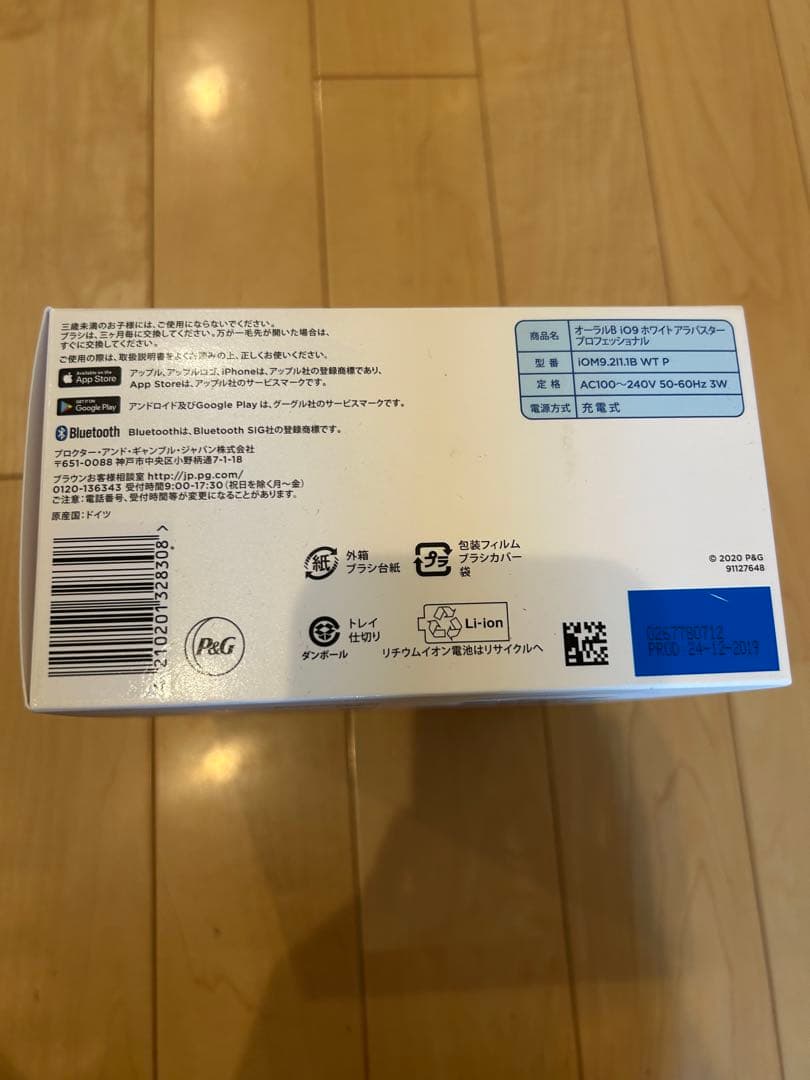 三歳未満のお子様には、ご使用にならないでください。
ブラシは、三ヶ月毎に交換してください。万が一毛先が開いた場合は、
すぐに交換してください。
ご使用の際は、取扱説明書をよくお読みの上、正しくお使いください。
Available on the
App Store
アップル、アップルロゴ、iPhoneは、アップル社の登録商標であり、
App Storeは、アップル社のサービスマークです。
GET IT ON
Google Play
アンドロイド及びGoogle Play は、グーグル社のサービスマークです。
Bluetooth
Bluetoothは、Bluetooth SIG社の登録商標です。
プロクター・アンド・ギャンブル・ジャパン株式会社
〒651-0088 神戸市中央区小野柄通7-1-18
ブラウンお客様相談室 http://jp.pg.com/
0120-136343 受付時間9:00-17:30（祝日を除く月〜金）
ご注意：電話番号、受付時間等が変更になることがあります。
原産国：ドイツ
商品名 オーラルB iO9 ホワイトアラバスター
プロフェッショナル
型番 iOM9.2I1.1B WT P
定格 AC100〜240V 50-60Hz 3W
電源方式 充電式
4 210201 328308 >
P&G
紙
外箱
ブラシ台紙
プラ
包装フィルム
ブラシカバー
袋
トレイ
仕切り
ダンボール
Li-ion
リチウムイオン電池はリサイクルへ
© 2020 P&G
91127648
0267780712
PROD 24-12-2019